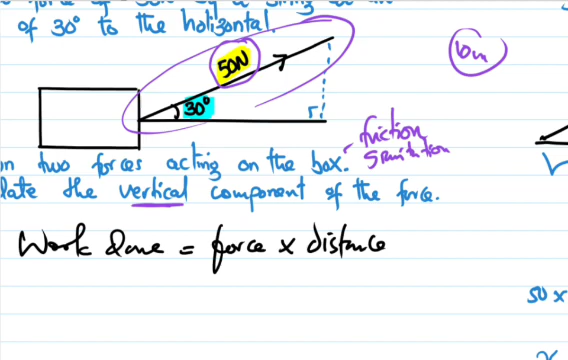 of 30° to the horizontal.
50N
10m
30°
friction
in two forces acting on the box.
late the vertical component of the force.
Work done = force x distance
50 x